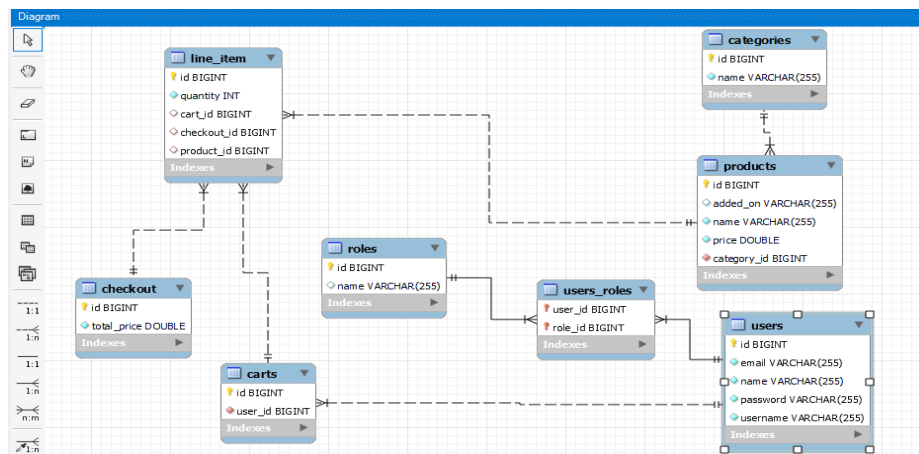 Diagram
line_item
id BIGINT
quantity INT
cart_id BIGINT
checkout_id BIGINT
product_id BIGINT
Indexes
categories
id BIGINT
name VARCHAR(255)
Indexes
products
id BIGINT
added_on VARCHAR(255)
name VARCHAR(255)
price DOUBLE
category_id BIGINT
Indexes
roles
id BIGINT
name VARCHAR(255)
Indexes
checkout
id BIGINT
total_price DOUBLE
Indexes
users_roles
user_id BIGINT
role_id BIGINT
Indexes
users
id BIGINT
email VARCHAR(255)
name VARCHAR(255)
password VARCHAR(255)
username VARCHAR(255)
Indexes
carts
id BIGINT
user_id BIGINT
Indexes
1:1
1:n
1:1
1:n
n:m
1:n